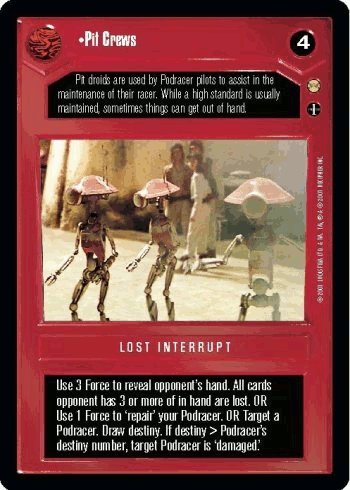 •Pit Crews
4
Pit droids are used by Podracer pilots to assist in the
maintenance of their racer. While a high standard is usually
maintained, sometimes things can get out of hand.
LOST INTERRUPT
Use 3 Force to reveal opponent's hand. All cards
opponent has 3 or more of in hand are lost. OR
Use 1 Force to 'repair' your Podracer. OR Target a
Podracer. Draw destiny. If destiny > Podracer's
destiny number, target Podracer is 'damaged.'